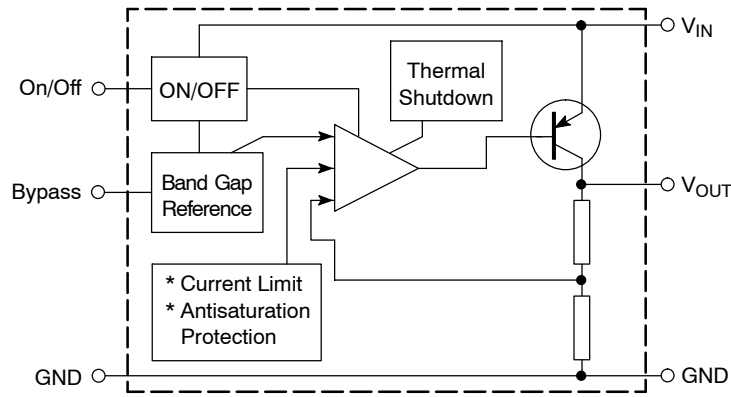 V_IN
On/Off
ON/OFF
Thermal
Shutdown
Bypass
Band Gap
Reference
V_OUT
* Current Limit
* Antisaturation
Protection
GND
GND